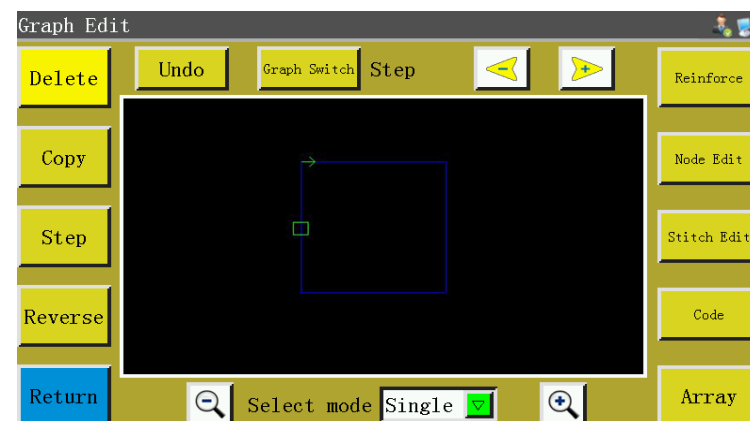 Graph Edit
Delete
Undo
Graph Switch
Step
-
+
Reinforce
Copy
Node Edit
Step
Stitch Edit
Reverse
Code
Return
Select mode
Single
Array